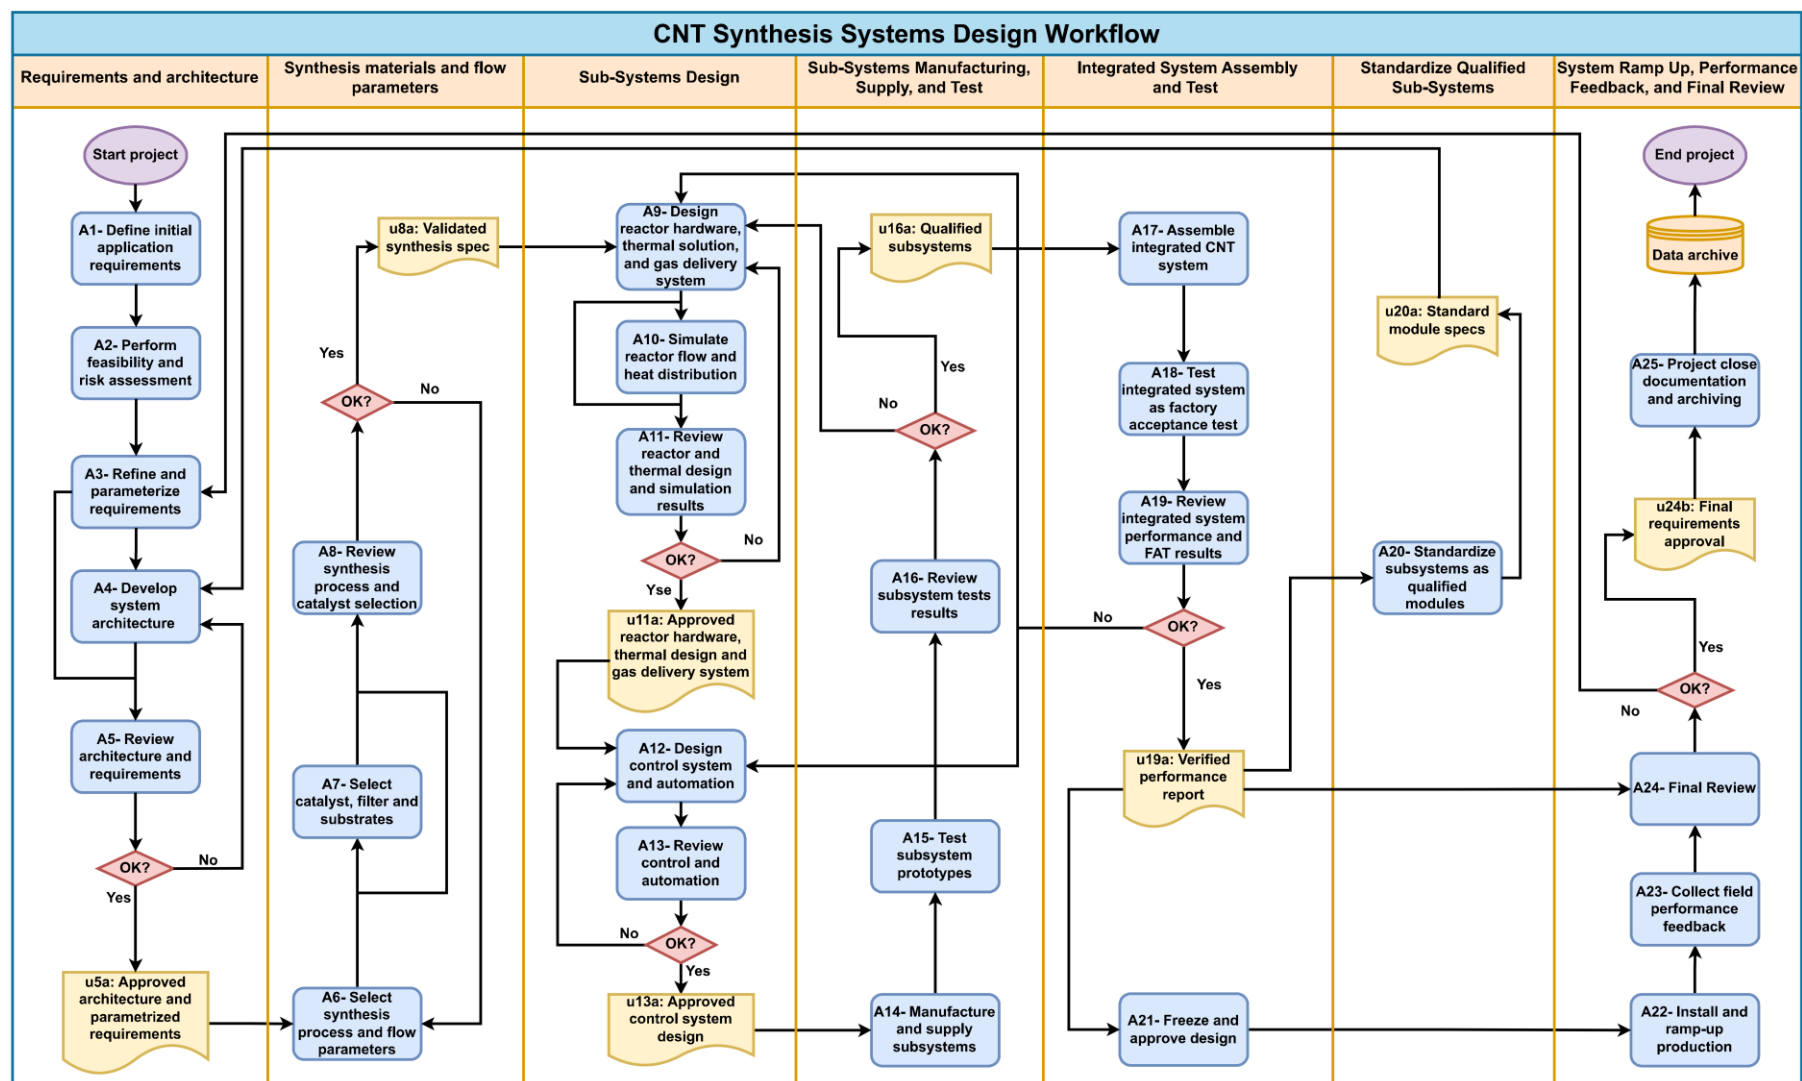 CNT Synthesis Systems Design Workflow
Requirements and architecture
Synthesis materials and flow
parameters
Sub-Systems Design
Sub-Systems Manufacturing,
Supply, and Test
Integrated System Assembly
and Test
Standardize Qualified
Sub-Systems
System Ramp Up, Performance
Feedback, and Final Review
Start project
A1- Define initial
application
requirements
A2- Perform
feasibility and
risk assessment
A3- Refine and
parameterize
requirements
A4- Develop
system
architecture
A5- Review
architecture and
requirements
OK?
No
Yes
u5a: Approved
architecture and
parametrized
requirements
u8a: Validated
synthesis spec
Yes
No
OK?
A8- Review
synthesis
process and
catalyst selection
A7- Select
catalyst, filter and
substrates
A6- Select
synthesis
process and flow
parameters
A9- Design
reactor hardware,
thermal solution,
and gas delivery
system
A10- Simulate
reactor flow and
heat distribution
A11- Review
reactor and
thermal design
and simulation
results
No
OK?
Yse
u11a: Approved
reactor hardware,
thermal design and
gas delivery system
A12- Design
control system
and automation
A13- Review
control and
automation
No
OK?
Yes
u13a: Approved
control system
design
u16a: Qualified
subsystems
Yes
No
OK?
A16- Review
subsystem tests
results
A15- Test
subsystem
prototypes
A14- Manufacture
and supply
subsystems
A17- Assemble
integrated CNT
system
A18- Test
integrated system
as factory
acceptance test
A19- Review
integrated system
performance and
FAT results
No
OK?
Yes
u19a: Verified
performance
report
A21- Freeze and
approve design
u20a: Standard
module specs
A20- Standardize
subsystems as
qualified
modules
End project
Data archive
A25- Project close
documentation
and archiving
u24b: Final
requirements
approval
Yes
OK?
No
A24- Final Review
A23- Collect field
performance
feedback
A22- Install and
ramp-up
production